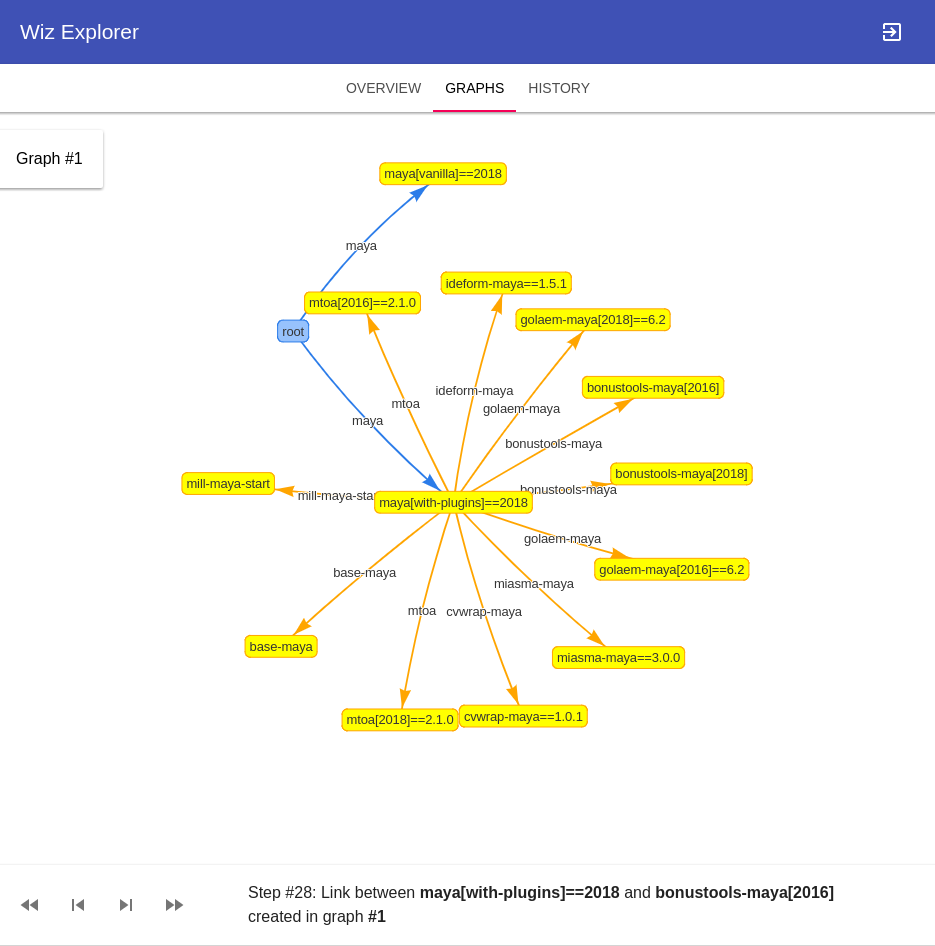 Wiz Explorer
OVERVIEW GRAPHS HISTORY
Graph #1
maya[vanilla]==2018
maya
ideform-maya==1.5.1
mtoa[2016]==2.1.0
golaem-maya[2018]==6.2
root
bonustools-maya[2016]
ideform-maya
mtoa
golaem-maya
maya
bonustools-maya
bonustools-maya[2018]
mill-maya-start
bonustools-maya
mill-maya-star
maya[with-plugins]==2018
golaem-maya
golaem-maya[2016]==6.2
base-maya
miasma-maya
mtoa
cvwrap-maya
base-maya
miasma-maya==3.0.0
mtoa[2018]==2.1.0
cvwrap-maya==1.0.1
Step #28: Link between maya[with-plugins]==2018 and bonustools-maya[2016]
created in graph #1